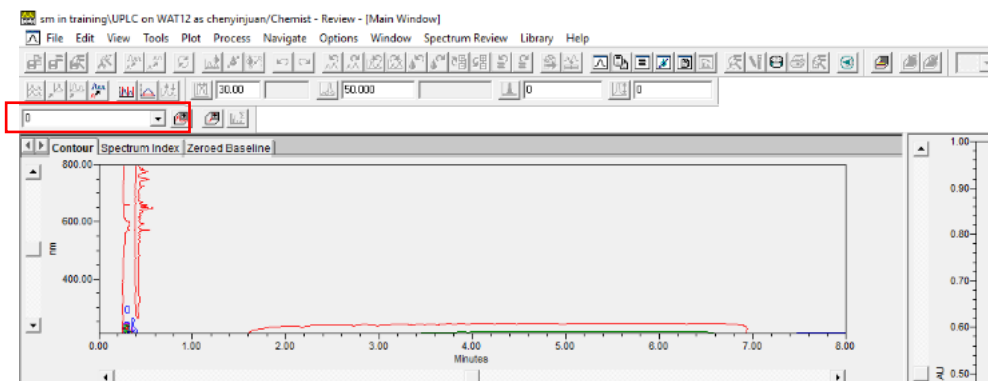 sm in training\UPLC on WAT12 as chenyinjuan/Chemist - Review - [Main Window]
File Edit View Tools Plot Process Navigate Options Window Spectrum Review Library Help
30.00 50.000 0 0
0
Contour Spectrum Index Zeroed Baseline
800.00
600.00
400.00
nm
0.00 1.00 2.00 3.00 4.00 5.00 6.00 7.00 8.00
Minutes
1.00
0.90
0.80
0.70
0.60
0.50
AU